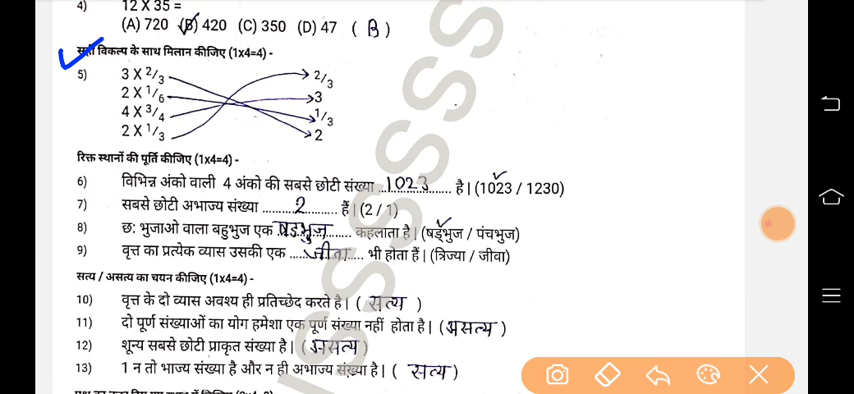 4) 12 X 35 =
(A) 720 (B) 420 (C) 350 (D) 47 ( B )
सही विकल्प के साथ मिलान कीजिए (1x4=4) -
5) 3 X 2/3 2/3
2 X 1/6 3
4 X 3/4 1/3
2 X 1/3 2
रिक्त स्थानों की पूर्ति कीजिए (1x4=4) -
6) विभिन्न अंको वाली 4 अंको की सबसे छोटी संख्या ..1023.. है | (1023 / 1230)
7) सबसे छोटी अभाज्य संख्या ....2.... हैं | (2 / 1)
8) छ: भुजाओ वाला बहुभुज एक षडभुज.... कहलाता है | (षड्भुज / पंचभुज)
9) वृत्त का प्रत्येक व्यास उसकी एक ....जीवा.... भी होता हैं | (त्रिज्या / जीवा)
सत्य / असत्य का चयन कीजिए (1x4=4) -
10) वृत्त के दो व्यास अवश्य ही प्रतिच्छेद करते है | ( सत्य )
11) दो पूर्ण संख्याओं का योग हमेशा एक पूर्ण संख्या नहीं होता है | (असत्य)
12) शून्य सबसे छोटी प्राकृत संख्या है | (असत्य)
13) 1 न तो भाज्य संख्या है और न ही अभाज्य संख्या है | ( सत्य )